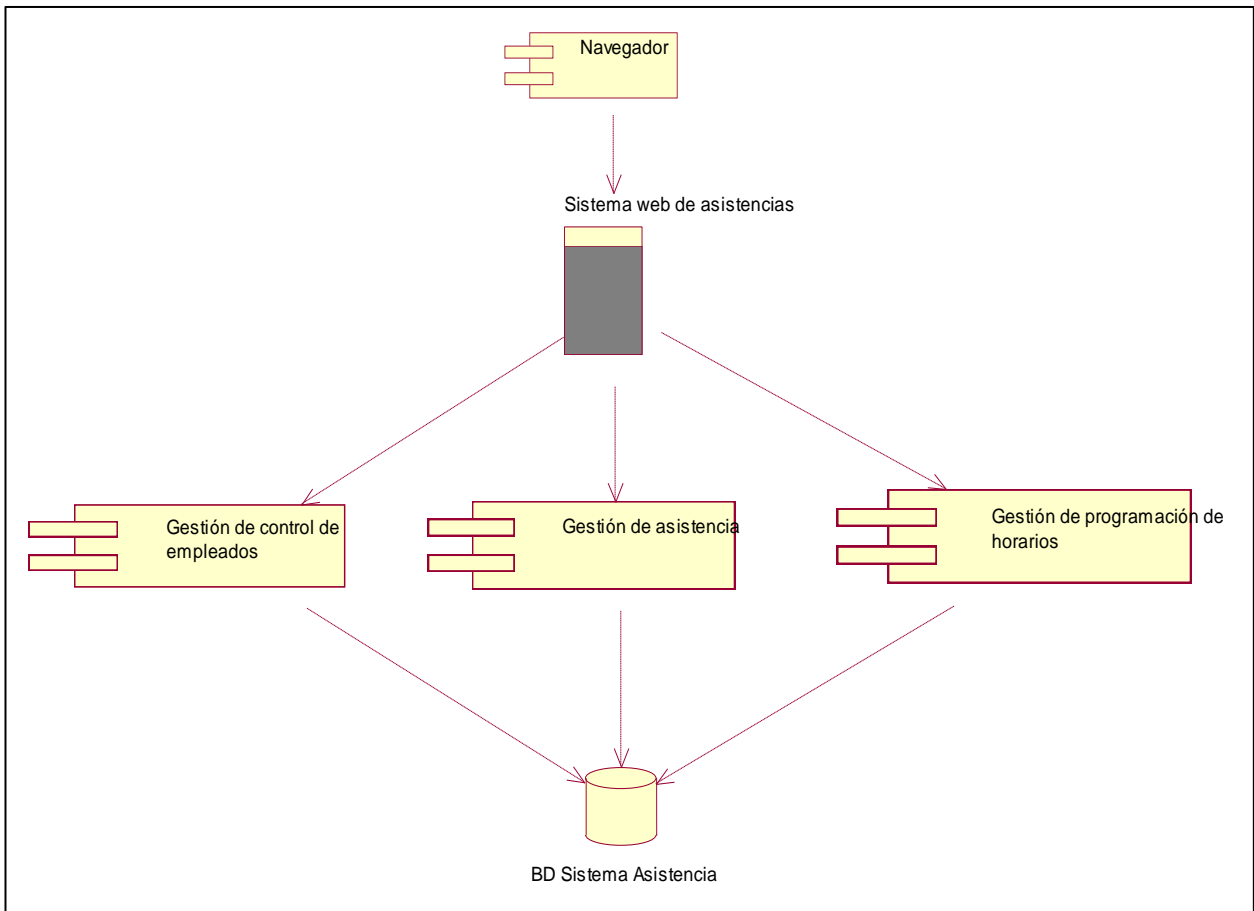 Navegador
Sistema web de asistencias
Gestión de control de
empleados
Gestión de asistencia
Gestión de programación de
horarios
BD Sistema Asistencia